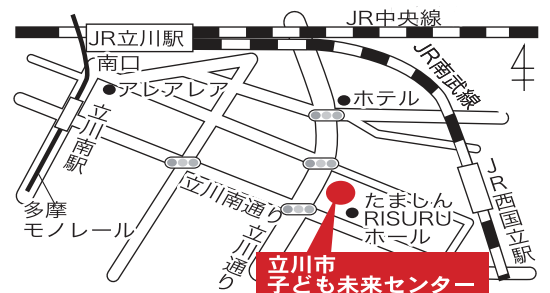 JR中央線
JR立川駅
南口
アレアレア
JR南武線
ホテル
立川南駅
JR西国立駅
立川南通り
多摩
モノレール
たましん
RISURU
ホール
立川通り
立川市
子ども未来センター